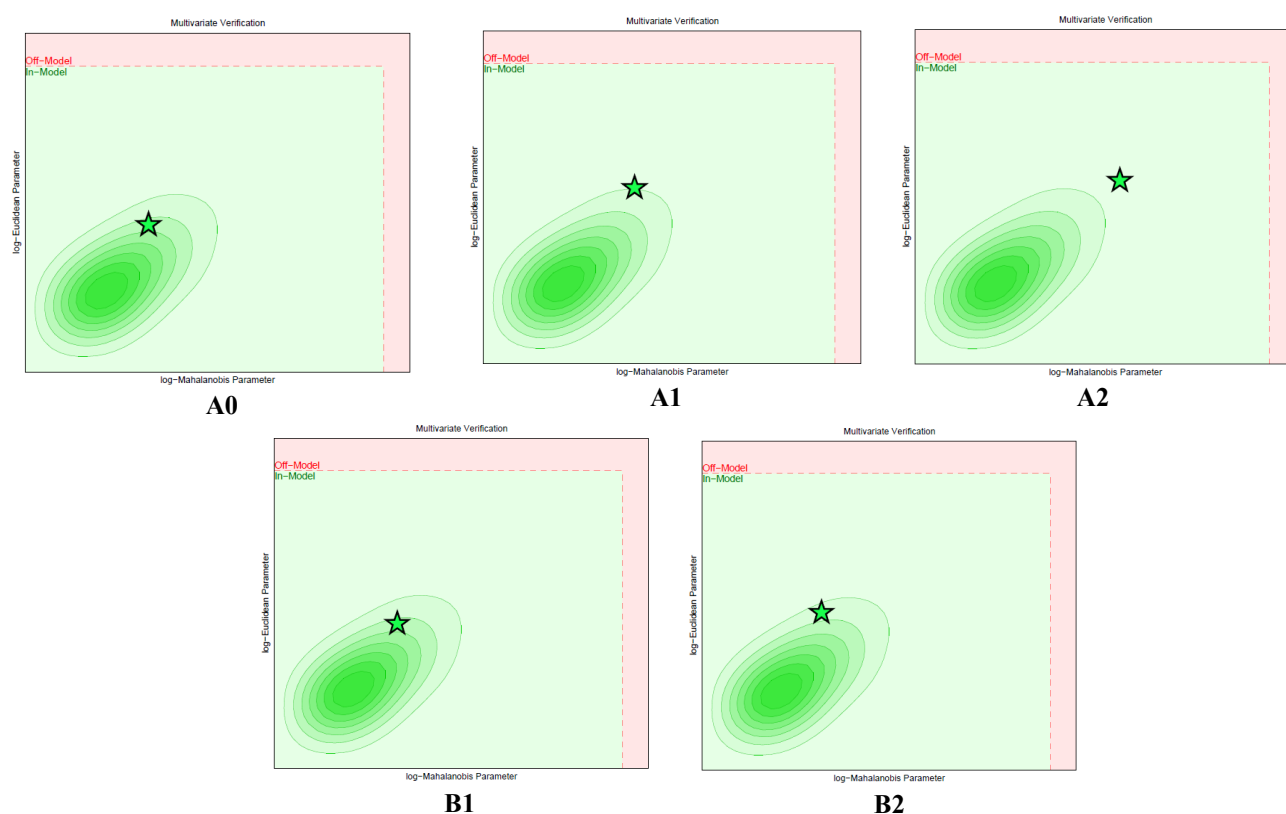 Multivariate Verification
Off-Model
In-Model
log-Euclidean Parameter
log-Mahalanobis Parameter
A0
Multivariate Verification
Off-Model
In-Model
log-Euclidean Parameter
log-Mahalanobis Parameter
A1
Multivariate Verification
Off-Model
In-Model
log-Euclidean Parameter
log-Mahalanobis Parameter
A2
Multivariate Verification
Off-Model
In-Model
log-Euclidean Parameter
log-Mahalanobis Parameter
B1
Multivariate Verification
Off-Model
In-Model
log-Euclidean Parameter
log-Mahalanobis Parameter
B2